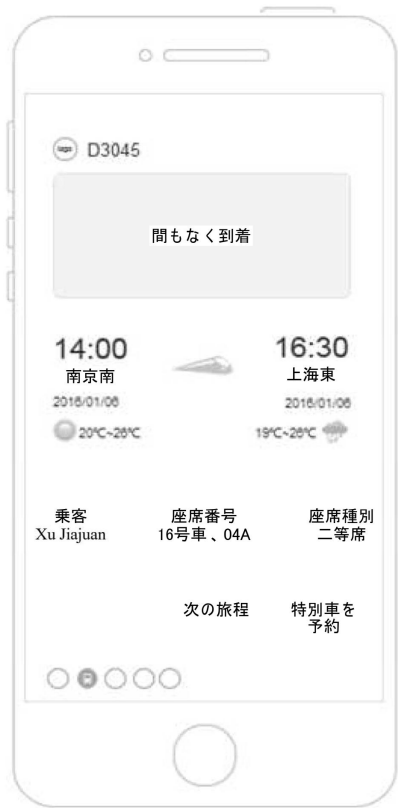 logo D3045
間もなく到着
14:00 16:30
南京南 上海東
2016/01/06 2016/01/06
20℃~26℃ 19℃~26℃
乗客 座席番号 座席種別
Xu Jiajuan 16号車、04A 二等席
次の旅程 特別車を
予約